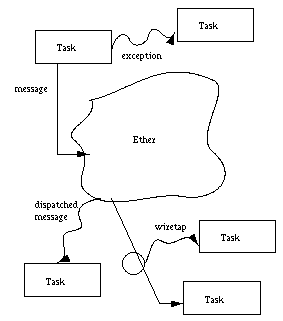 Task
Task
exception
message
Ether
dispatched
message
wiretap
Task
Task
Task